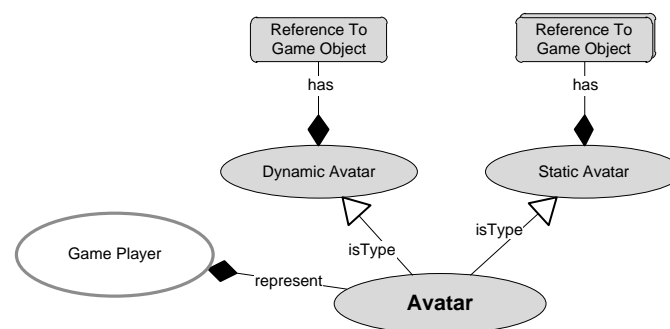 Reference To
Game Object
Reference To
Game Object
has
has
Dynamic Avatar
Static Avatar
isType
isType
Game Player
represent
Avatar